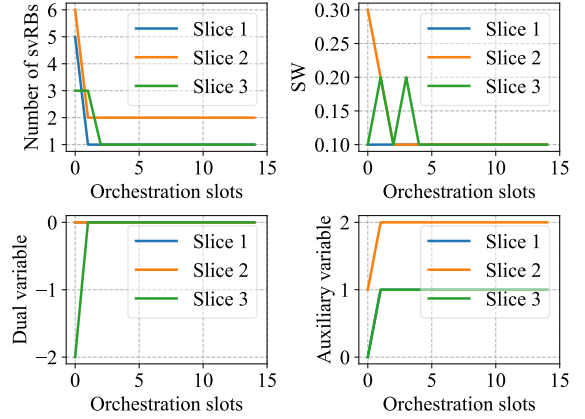 Number of svRBs
6
5
4
3
2
1
0
5
10
15
Orchestration slots
Slice 1
Slice 2
Slice 3
SW
0.30
0.25
0.20
0.15
0.10
0
5
10
15
Orchestration slots
Slice 1
Slice 2
Slice 3
Dual variable
0
−1
−2
0
5
10
15
Orchestration slots
Slice 1
Slice 2
Slice 3
Auxiliary variable
2
1
0
0
5
10
15
Orchestration slots
Slice 1
Slice 2
Slice 3